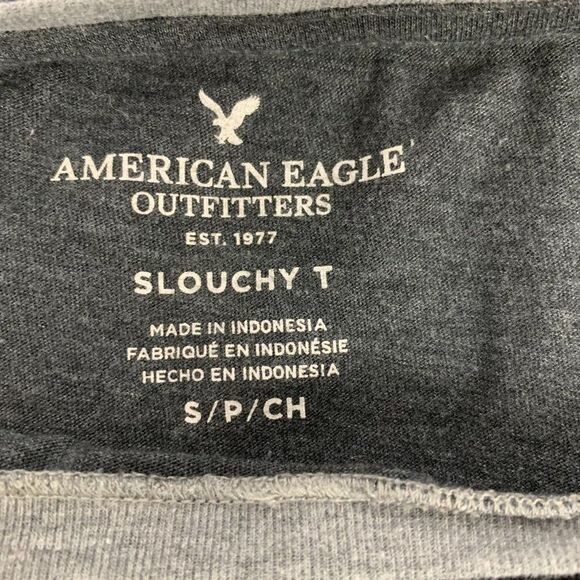 AMERICAN EAGLE
OUTFITTERS
EST. 1977
SLOUCHY T
MADE IN INDONESIA
FABRIQUÉ EN INDONÉSIE
HECHO EN INDONESIA
S/P/CH